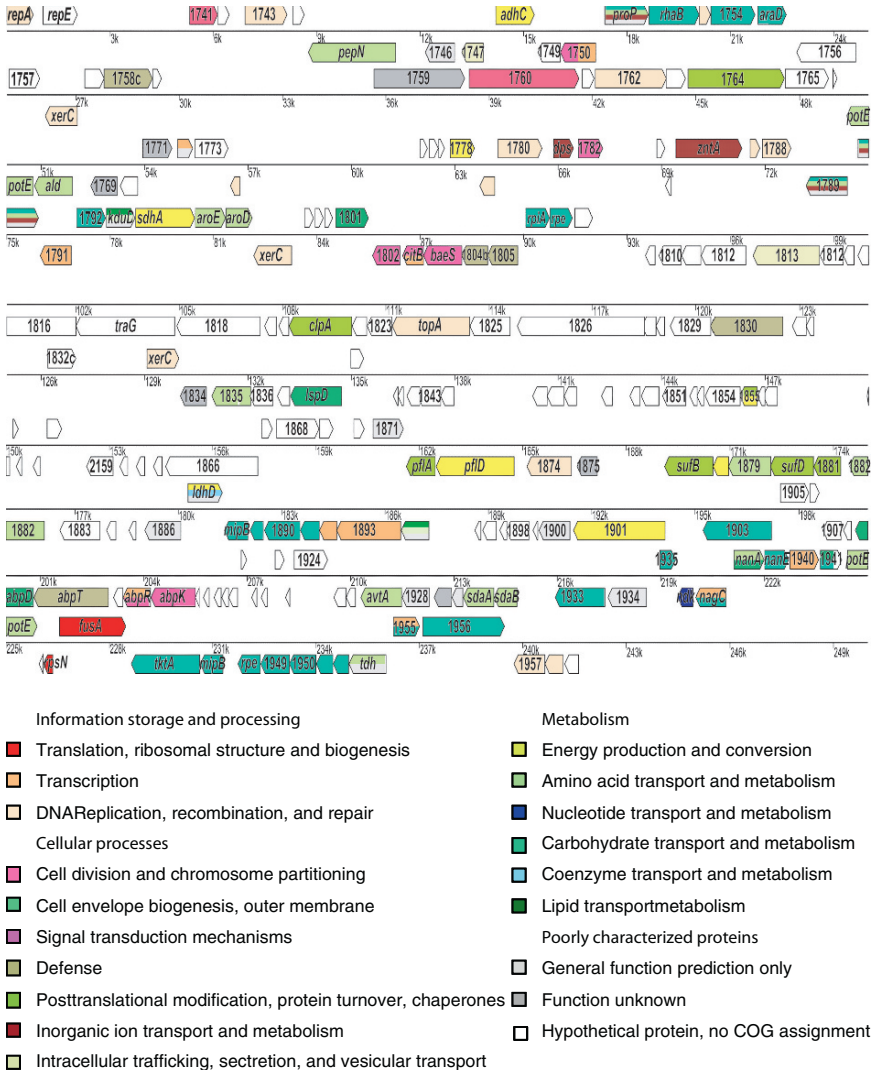 repA repE 1741 1743 adhC proP rhaB 1754 araD
3k 6k 9k 12k 15k 18k 21k 24k
pepN 1746 1747 1749 1750 1756
1757 1758c 1759 1760 1762 1764 1765
27k 30k 33k 36k 39k 42k 45k 48k
xerC potE
1771 1773 1778 1780 dps 1782 zntA 1788
51k 54k 57k 60k 63k 66k 69k 72k
potE ald 1769 1789
1792 kduD sdhA aroE aroD 1801 rpiA rpe
75k 78k 81k 84k 87k 90k 93k 96k 99k
1791 xerC 1802 citB baeS 1804b 1805 1810 1812 1813 1812
102k 105k 108k 111k 114k 117k 120k 123k
1816 traG 1818 clpA 1823 topA 1825 1826 1829 1830
1832c xerC
126k 129k 132k 135k 138k 141k 144k 147k
1834 1835 1836 lspD 1843 1851 1854 1855
1868 1871
150k 153k 156k 159k 162k 165k 168k 171k 174k
2159 1866 pflA pflD 1874 1875 sufB 1879 sufD 1881 1882
ldhD 1905
177k 180k 183k 186k 189k 192k 195k 198k
1882 1883 1886 mipB 1890 1893 1898 1900 1901 1903 1907
1924 1935 nanA nanE 1940 1941 potE
201k 204k 207k 210k 213k 216k 219k 222k
abpD abpT abpR abpK avtA 1928 sdaA sdaB 1933 1934 nagC
potE fusA 1955 1956
225k 228k 231k 234k 237k 240k 243k 246k 249k
rpsN tktA mipB rpe 1949 1950 tdh 1957
Information storage and processing
Translation, ribosomal structure and biogenesis
Transcription
DNAReplication, recombination, and repair
Cellular processes
Cell division and chromosome partitioning
Cell envelope biogenesis, outer membrane
Signal transduction mechanisms
Defense
Posttranslational modification, protein turnover, chaperones
Inorganic ion transport and metabolism
Intracellular trafficking, sectretion, and vesicular transport
Metabolism
Energy production and conversion
Amino acid transport and metabolism
Nucleotide transport and metabolism
Carbohydrate transport and metabolism
Coenzyme transport and metabolism
Lipid transportmetabolism
Poorly characterized proteins
General function prediction only
Function unknown
Hypothetical protein, no COG assignment